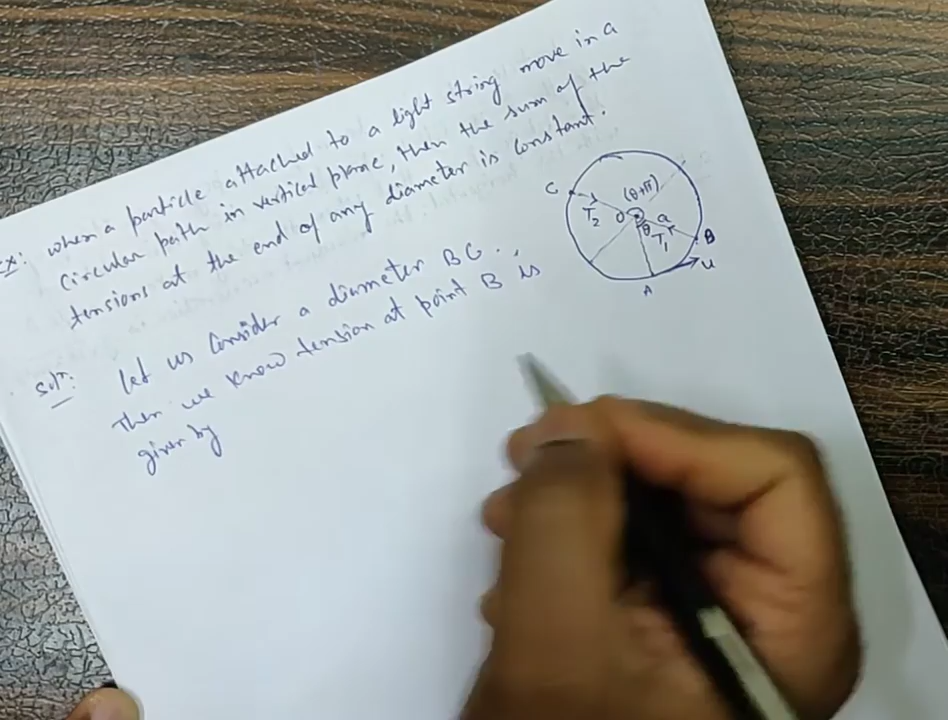 Ex: when a particle attached to a light string move in a
circular path in vertical plane, then the sum of the
tensions at the end of any diameter is constant.
Soln: let us consider a diameter BC.,
Then we know tension at point B is
given by
C
T2
(θ+π)
O
θ
a
T1
B
u
A